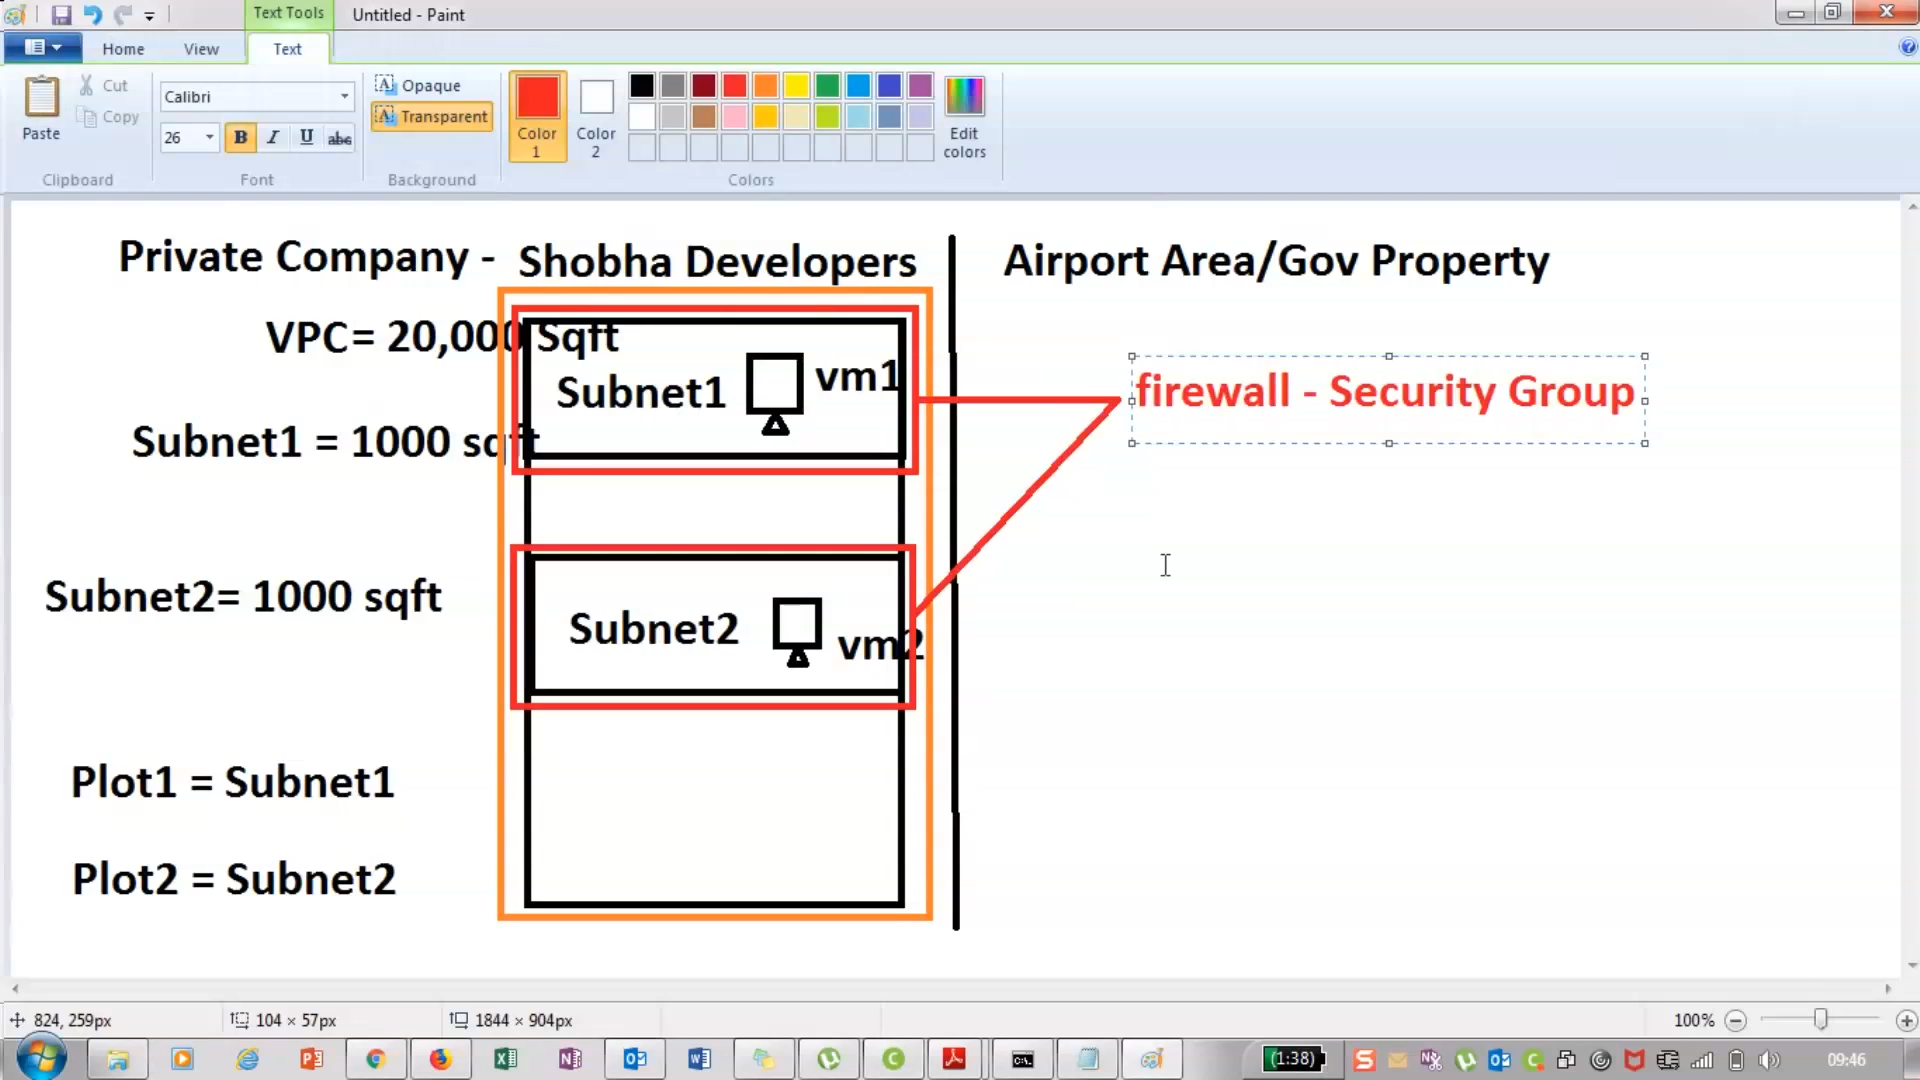 Text Tools
Untitled - Paint
Home
View
Text
Paste
Cut
Copy
Clipboard
Calibri
26
B
I
U
abc
Font
Opaque
Transparent
Background
Color 1
Color 2
Edit colors
Colors
Private Company - Shobha Developers
Airport Area/Gov Property
VPC= 20,000 Sqft
Subnet1
vm1
firewall - Security Group
Subnet1 = 1000 sqft
Subnet2= 1000 sqft
Subnet2
vm2
Plot1 = Subnet1
Plot2 = Subnet2
824, 259px
104 × 57px
1844 × 904px
100%
(1:38)
09:46